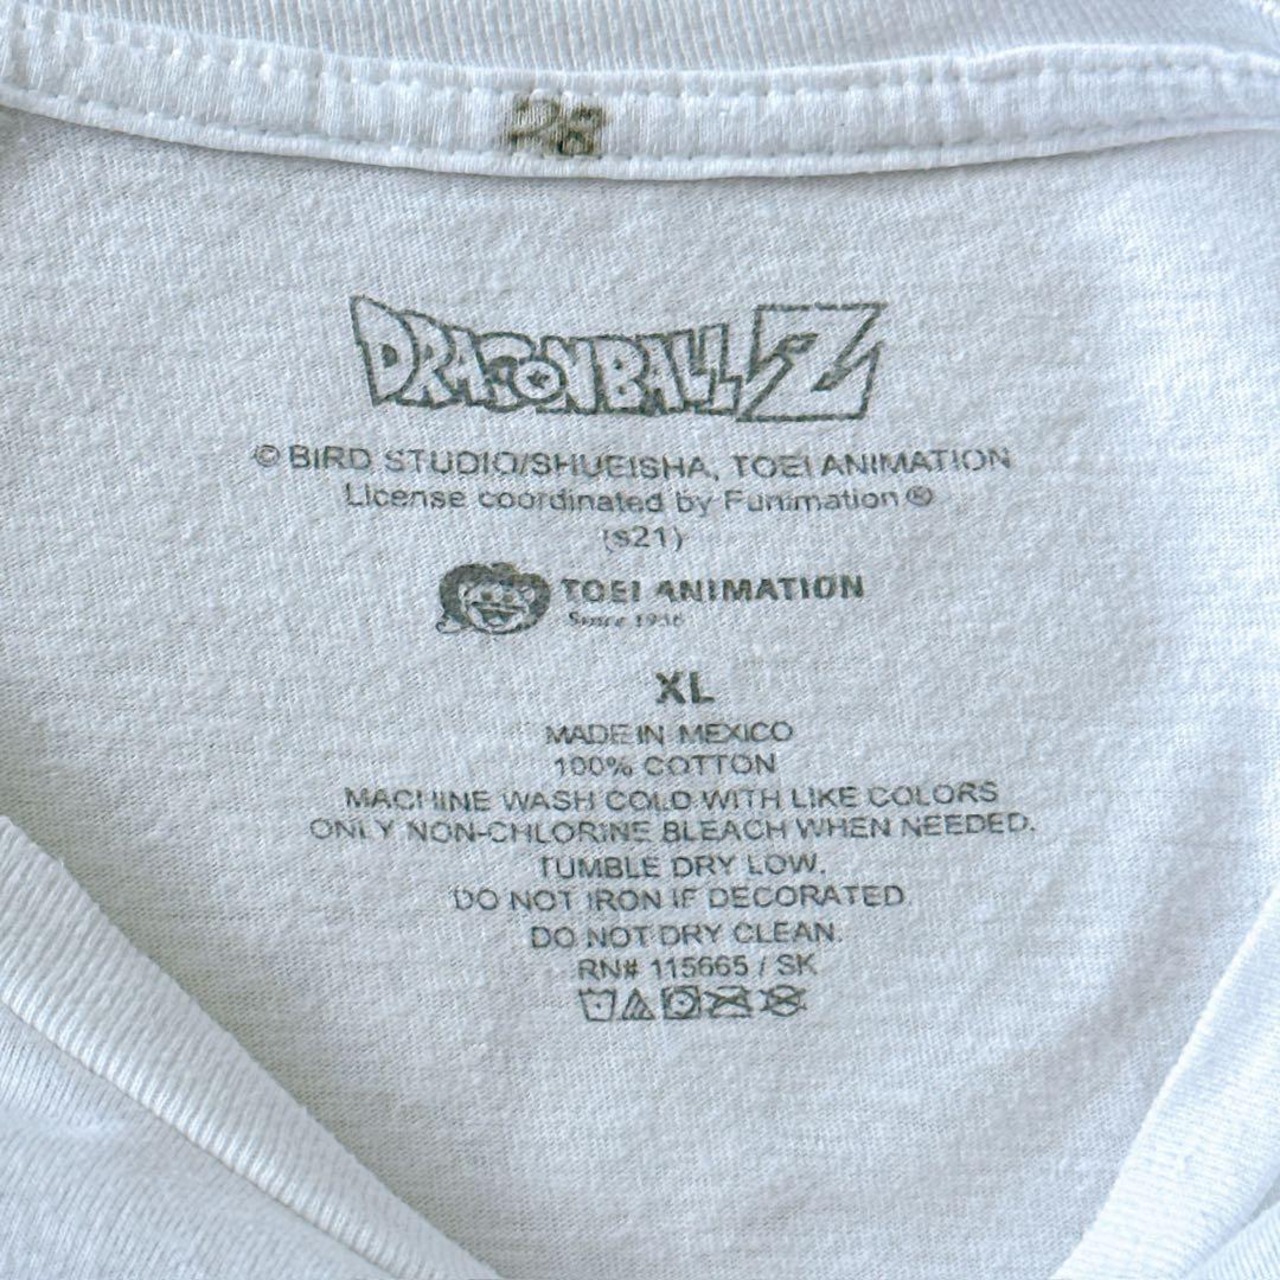 28
DRAGONBALL Z
© BIRD STUDIO/SHUEISHA, TOEI ANIMATION
License coordinated by Funimation®
(s21)
TOEI ANIMATION
Since 1956
XL
MADE IN MEXICO
100% COTTON
MACHINE WASH COLD WITH LIKE COLORS
ONLY NON-CHLORINE BLEACH WHEN NEEDED.
TUMBLE DRY LOW.
DO NOT IRON IF DECORATED.
DO NOT DRY CLEAN.
RN# 115665 / SK